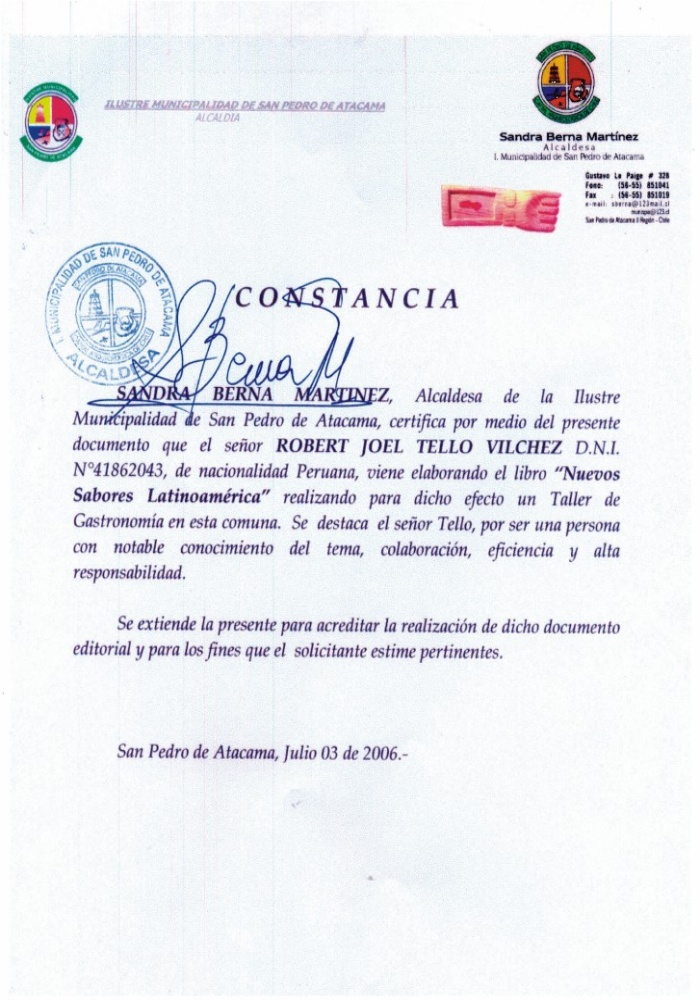 ILUSTRE MUNICIPALIDAD DE SAN PEDRO DE ATACAMA
ALCALDIA
Sandra Berna Martínez
Alcaldesa
I. Municipalidad de San Pedro de Atacama
Gustavo Le Paige # 328
Fono: (56-55) 851041
Fax : (56-55) 851019
e-mail: sberna@123mail.cl
San Pedro de Atacama II Región - Chile
I. MUNICIPALIDAD DE SAN PEDRO DE ATACAMA
ALCALDESA
CONSTANCIA
SBerna M
SANDRA BERNA MARTINEZ, Alcaldesa de la Ilustre
Municipalidad de San Pedro de Atacama, certifica por medio del presente
documento que el señor ROBERT JOEL TELLO VILCHEZ D.N.I.
N°41862043, de nacionalidad Peruana, viene elaborando el libro “Nuevos
Sabores Latinoamérica” realizando para dicho efecto un Taller de
Gastronomía en esta comuna. Se destaca el señor Tello, por ser una persona
con notable conocimiento del tema, colaboración, eficiencia y alta
responsabilidad.
Se extiende la presente para acreditar la realización de dicho documento
editorial y para los fines que el solicitante estime pertinentes.
San Pedro de Atacama, Julio 03 de 2006.-